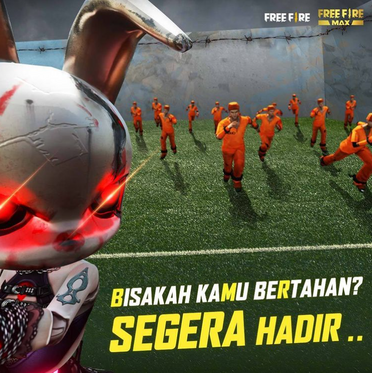 FREE FIRE FREE FIRE
MAX
BISAKAH KAMU BERTAHAN?
SEGERA HADIR ..